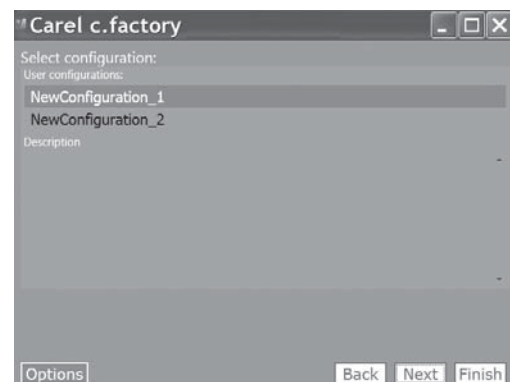 Carel c.factory
Select configuration:
User configurations:
NewConfiguration_1
NewConfiguration_2
Description
Options Back Next Finish